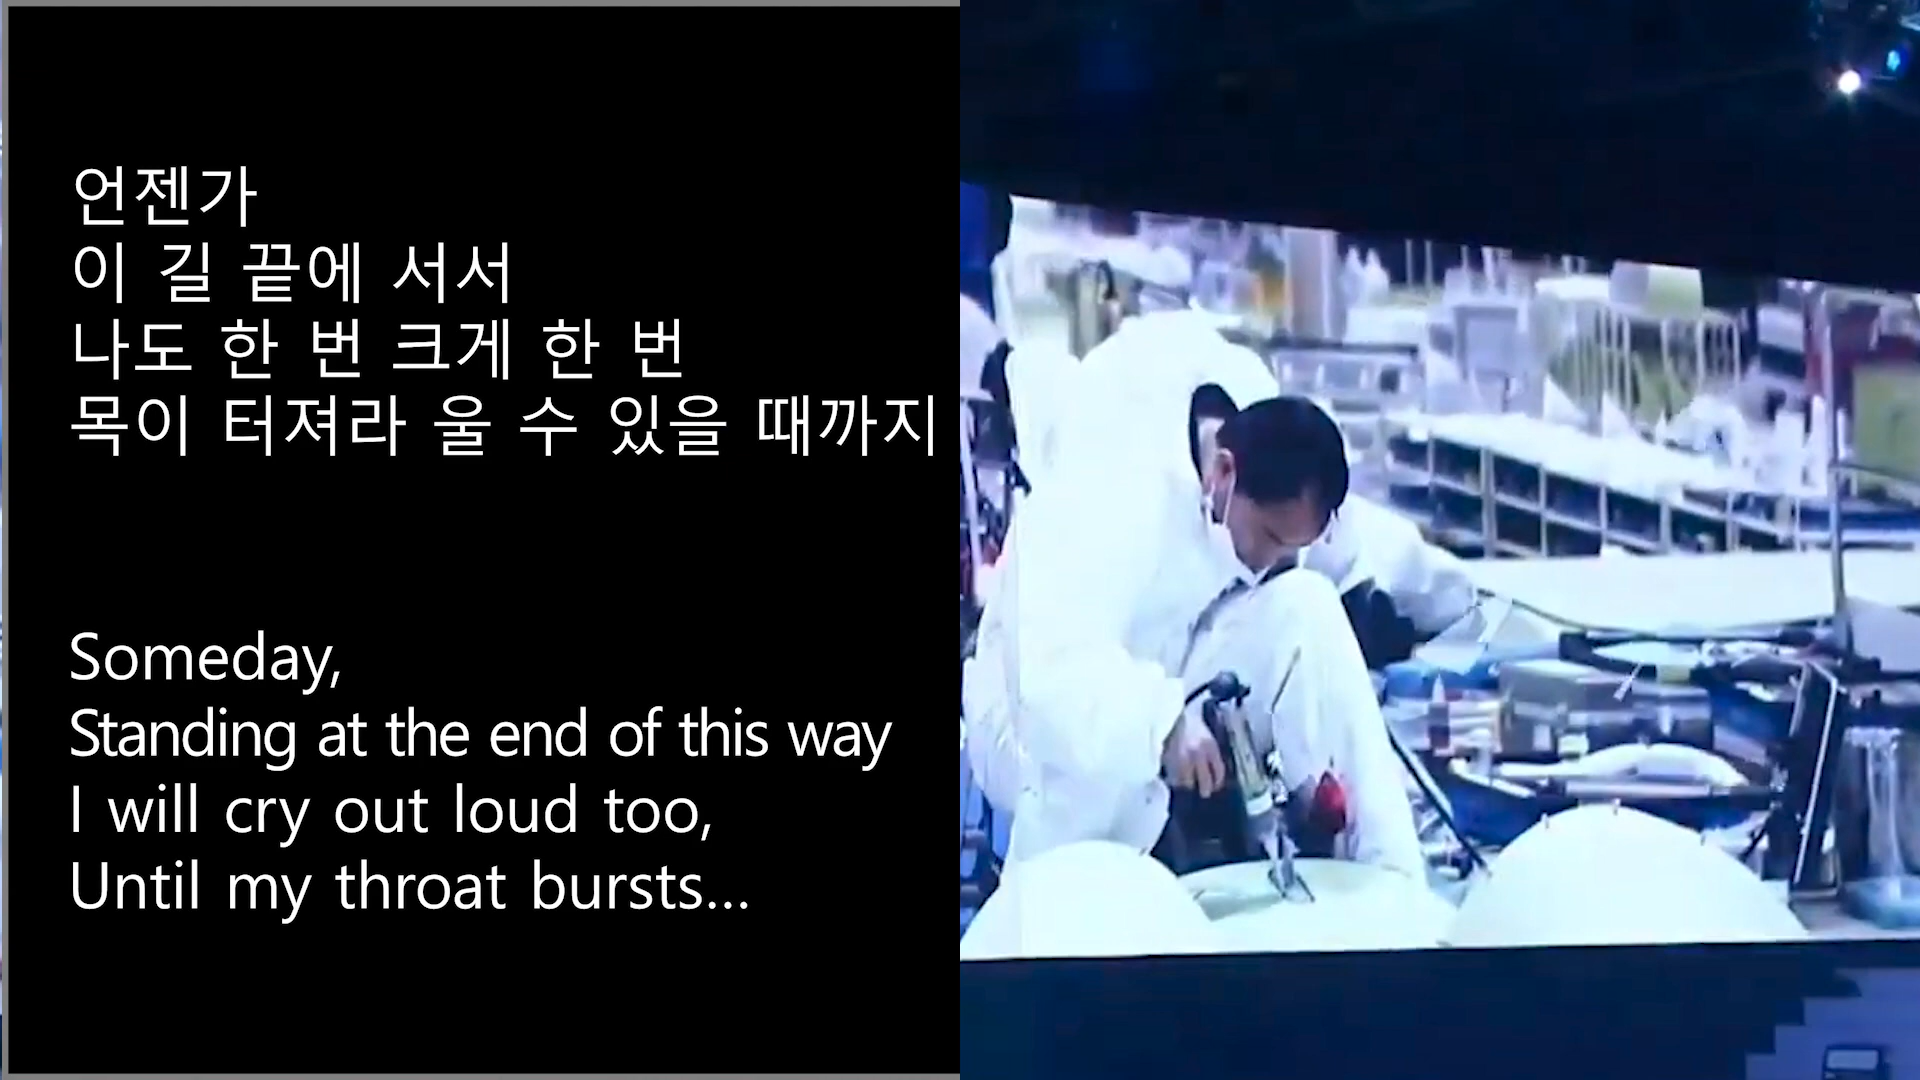 언젠가
이 길 끝에 서서
나도 한 번 크게 한 번
목이 터져라 울 수 있을 때까지
Someday,
Standing at the end of this way
I will cry out loud too,
Until my throat bursts...